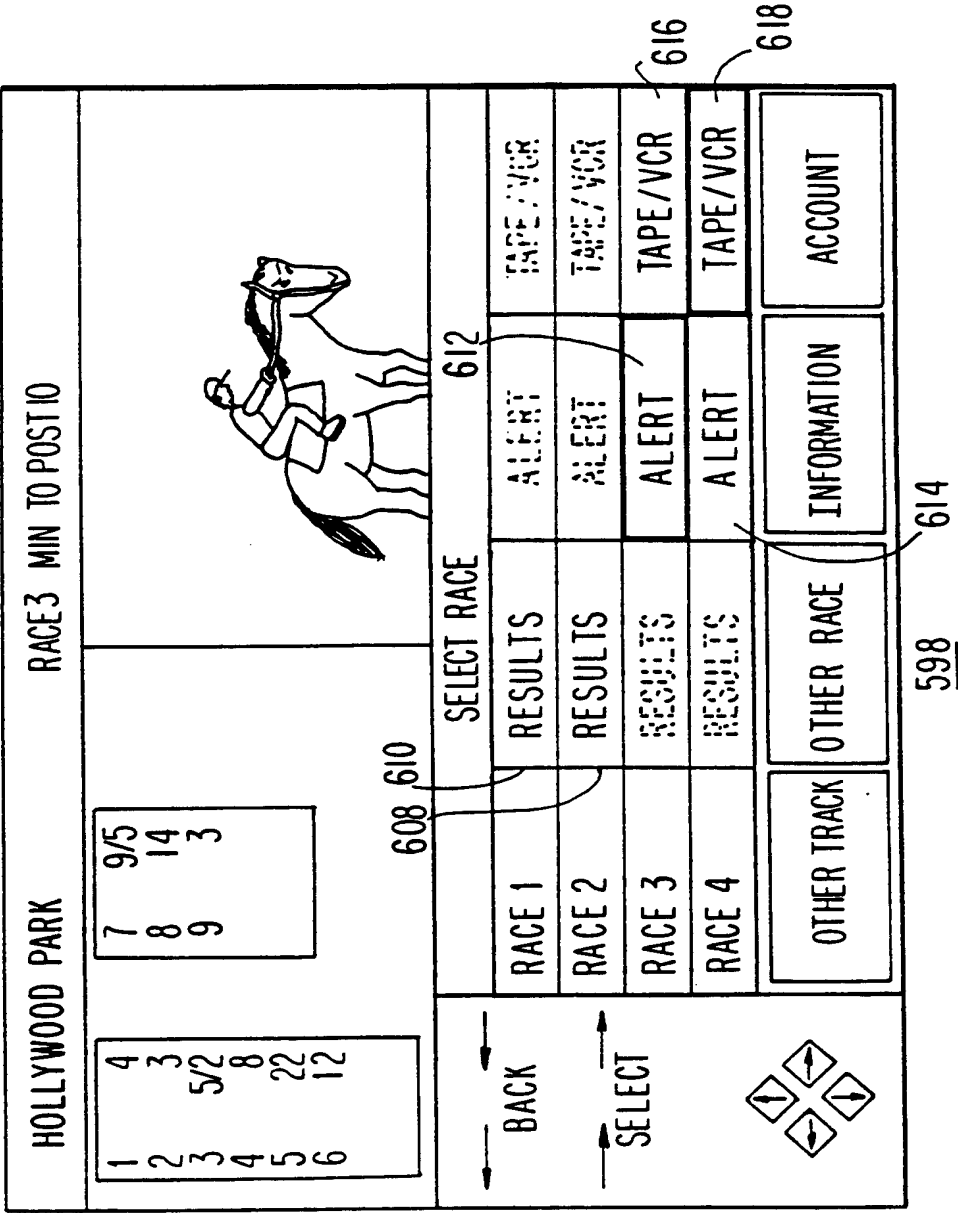 HOLLYWOOD PARK RACE3 MIN TO POST 10
1 4
2 3
3 5/2
4 8
5 22
6 12
7 9/5
8 14
9 3
SELECT RACE
BACK
SELECT
RACE 1 RESULTS ALERT TAPE/VCR
RACE 2 RESULTS ALERT TAPE/VCR
RACE 3 RESULTS ALERT TAPE/VCR
RACE 4 RESULTS ALERT TAPE/VCR
OTHER TRACK OTHER RACE INFORMATION ACCOUNT
608
610
612
614
616
618
598